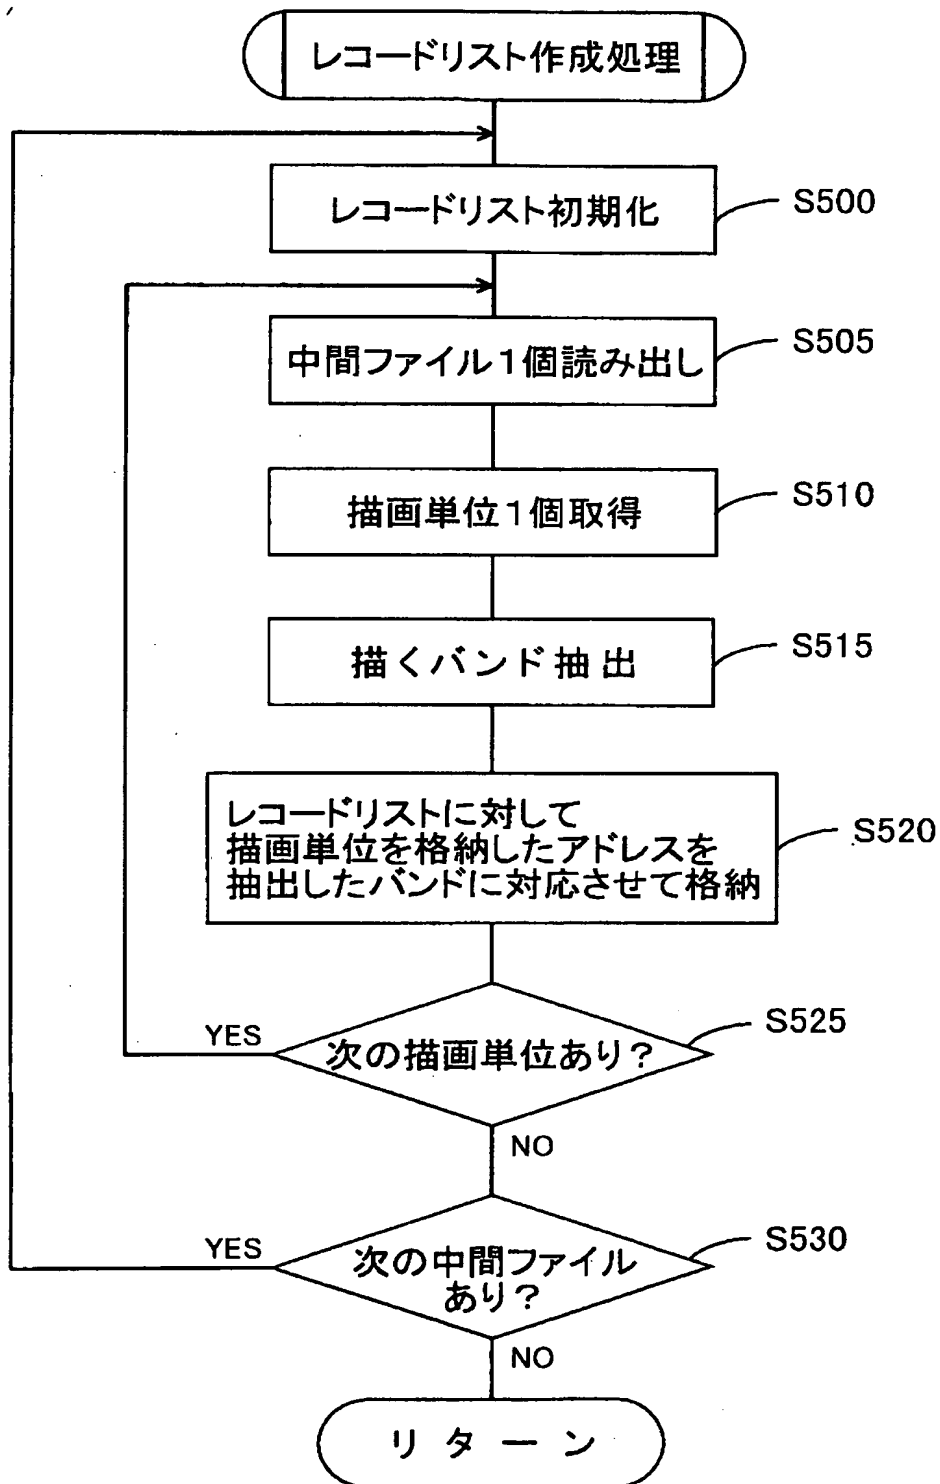 レコードリスト作成処理
レコードリスト初期化
S500
中間ファイル1個読み出し
S505
描画単位1個取得
S510
描くバンド抽出
S515
レコードリストに対して
描画単位を格納したアドレスを
抽出したバンドに対応させて格納
S520
次の描画単位あり?
S525
YES
NO
次の中間ファイル
あり?
S530
YES
NO
リターン